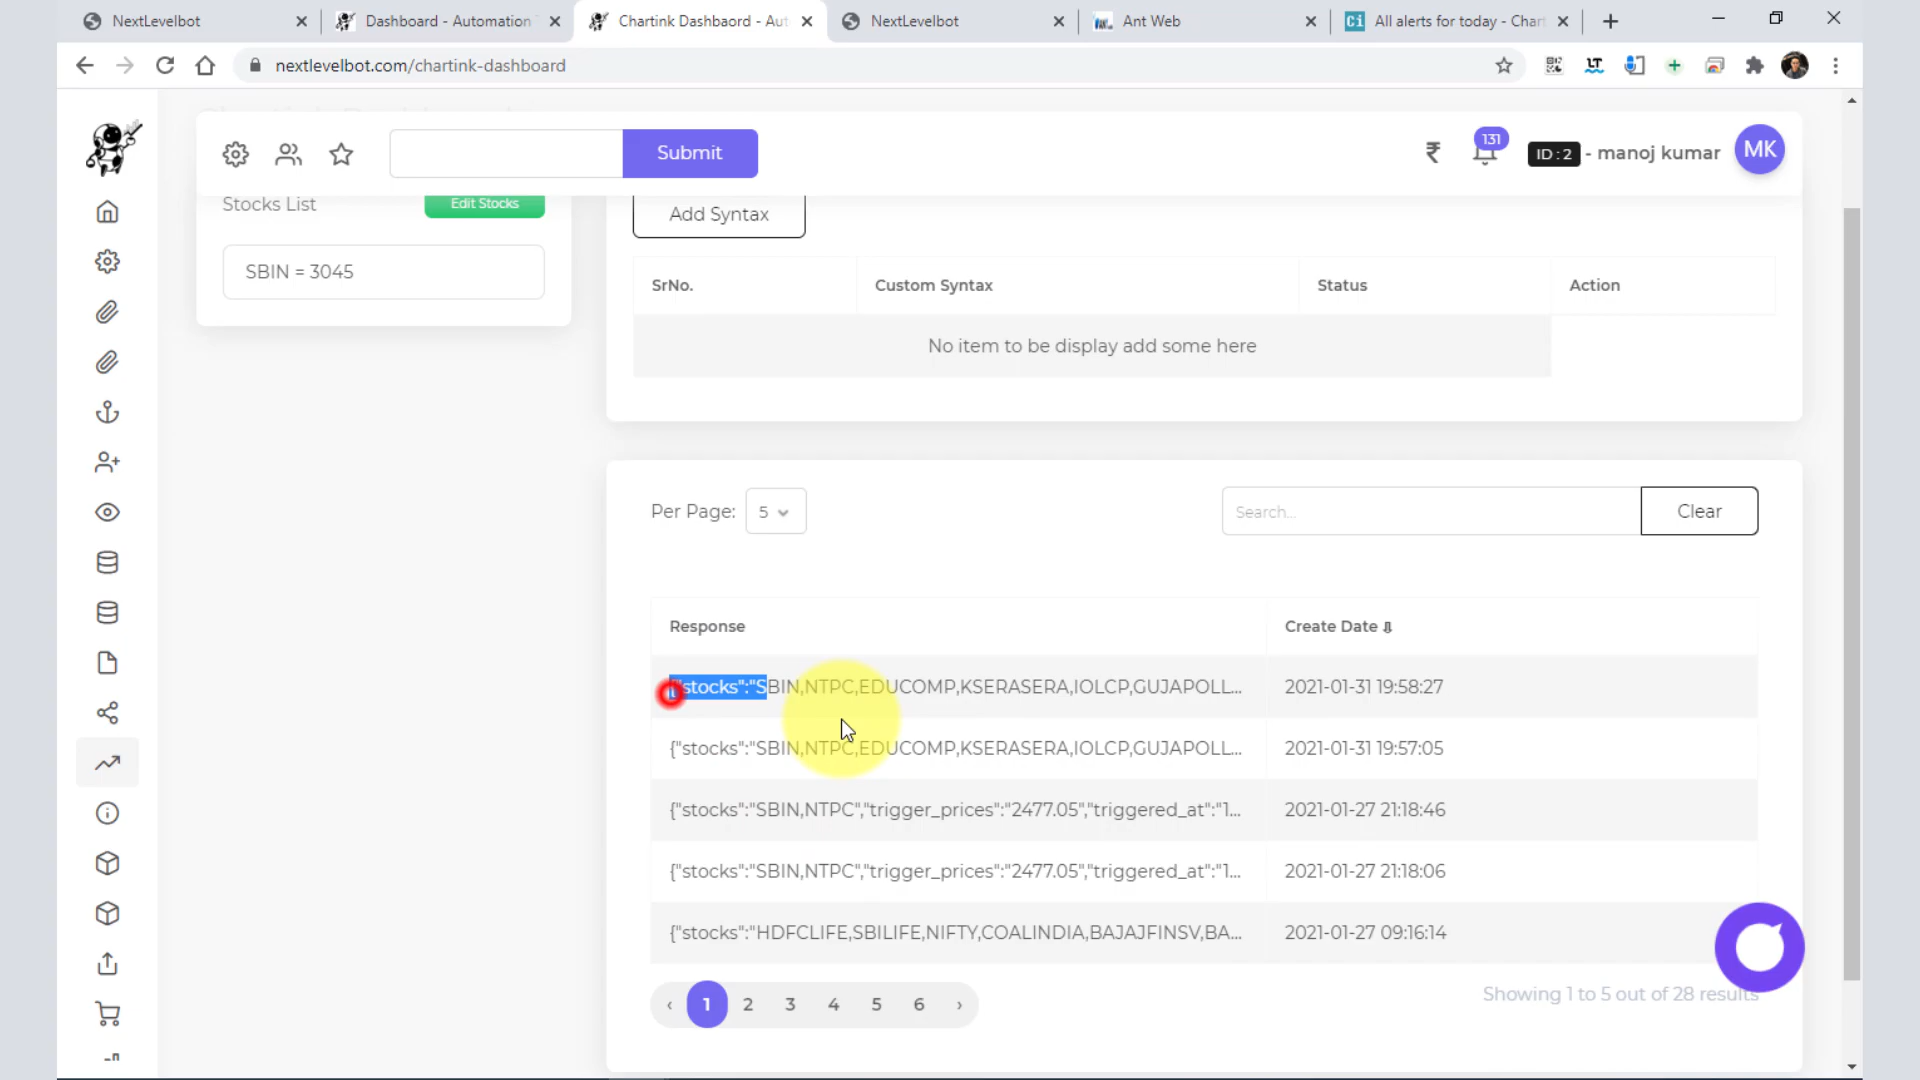 NextLevelbot
Dashboard - Automation
Chartink Dashbaord - Aut
NextLevelbot
Ant Web
Ci All alerts for today - Chart
nextlevelbot.com/chartink-dashboard
LT
Submit
₹
131
ID : 2 - manoj kumar
MK
Stocks List
Edit Stocks
SBIN = 3045
Add Syntax
SrNo. Custom Syntax Status Action
No item to be display add some here
Per Page: 5
Search...
Clear
Response Create Date
{"stocks":"SBIN,NTPC,EDUCOMP,KSERASERA,IOLCP,GUJAPOLL... 2021-01-31 19:58:27
{"stocks":"SBIN,NTPC,EDUCOMP,KSERASERA,IOLCP,GUJAPOLL... 2021-01-31 19:57:05
{"stocks":"SBIN,NTPC","trigger_prices":"2477.05","triggered_at":"1... 2021-01-27 21:18:46
{"stocks":"SBIN,NTPC","trigger_prices":"2477.05","triggered_at":"1... 2021-01-27 21:18:06
{"stocks":"HDFCLIFE,SBILIFE,NIFTY,COALINDIA,BAJAJFINSV,BA... 2021-01-27 09:16:14
‹ 1 2 3 4 5 6 ›
Showing 1 to 5 out of 28 results